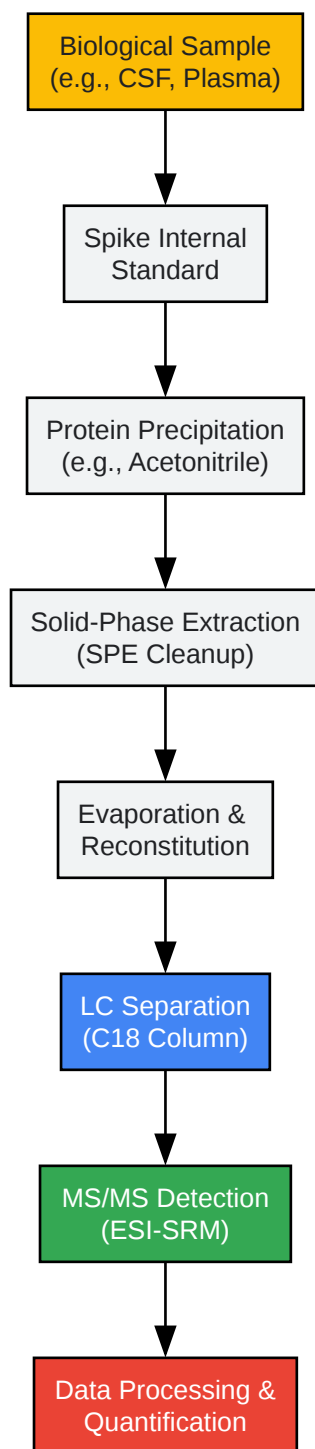 Biological Sample
(e.g., CSF, Plasma)
Spike Internal
Standard
Protein Precipitation
(e.g., Acetonitrile)
Solid-Phase Extraction
(SPE Cleanup)
Evaporation &
Reconstitution
LC Separation
(C18 Column)
MS/MS Detection
(ESI-SRM)
Data Processing &
Quantification